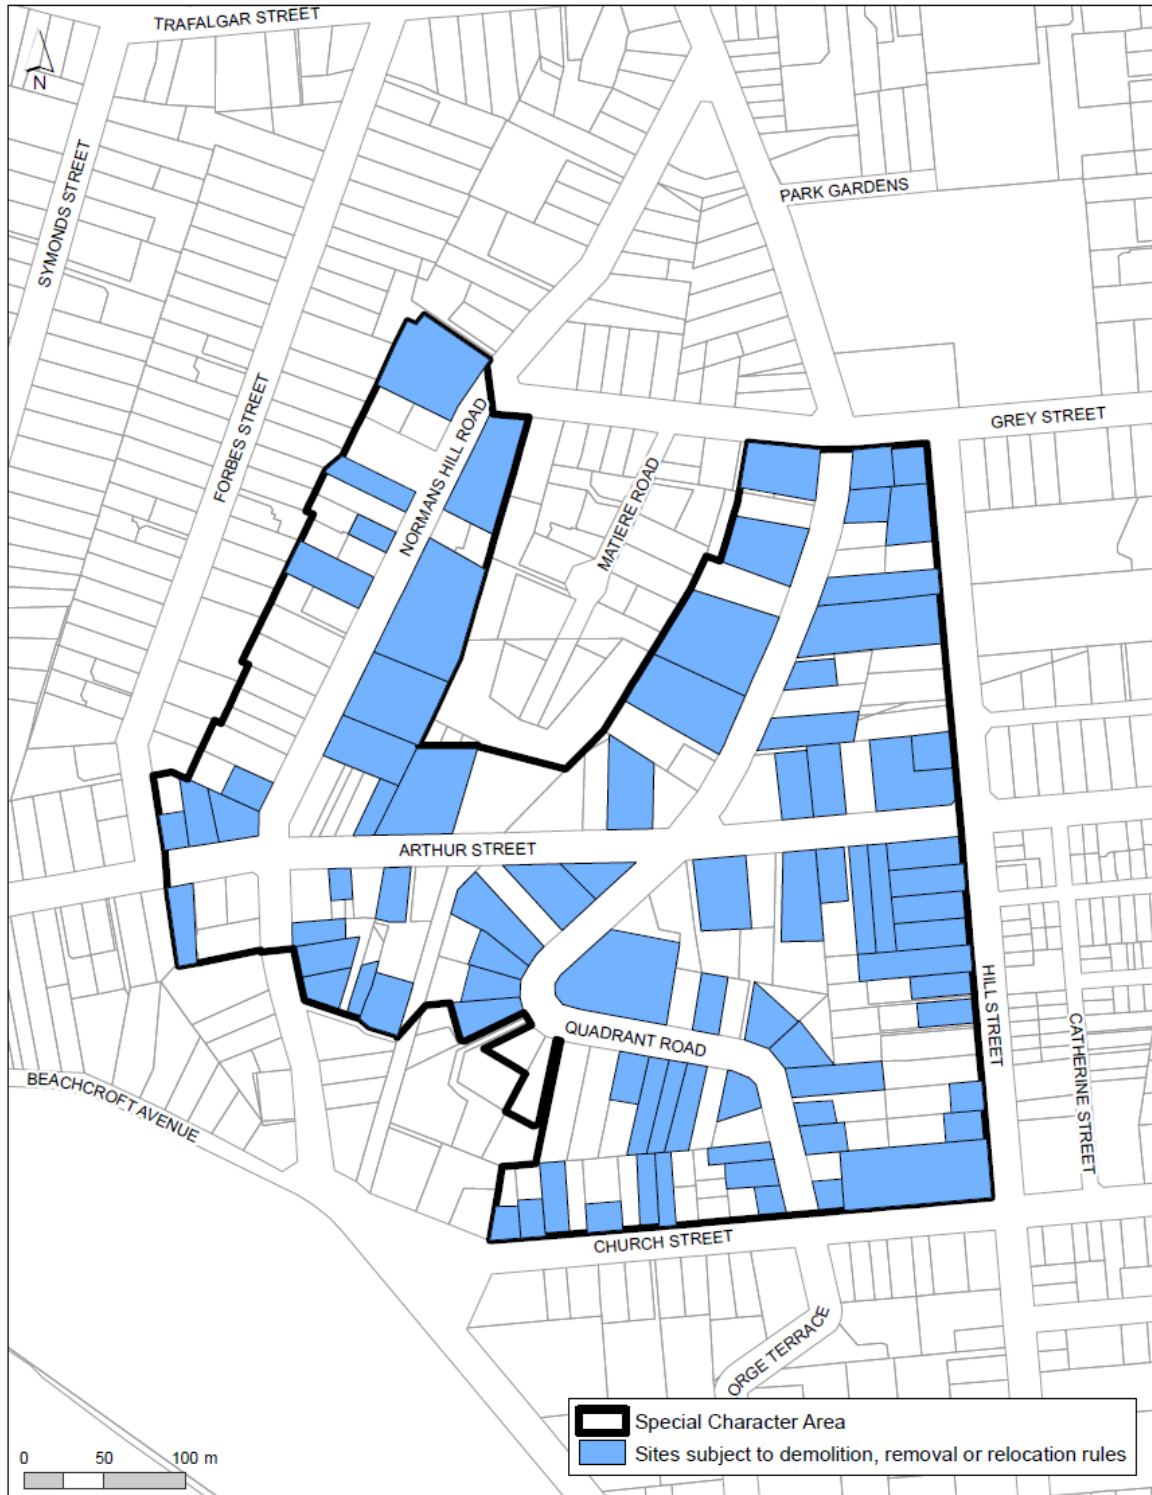 TRAFALGAR STREET
N
SYMONDS STREET
PARK GARDENS
FORBES STREET
NORMANS HILL ROAD
GREY STREET
MATIERE ROAD
ARTHUR STREET
HILL STREET
CATHERINE STREET
QUADRANT ROAD
BEACHCROFT AVENUE
CHURCH STREET
ORGE TERRACE
Special Character Area
Sites subject to demolition, removal or relocation rules
0 50 100 m